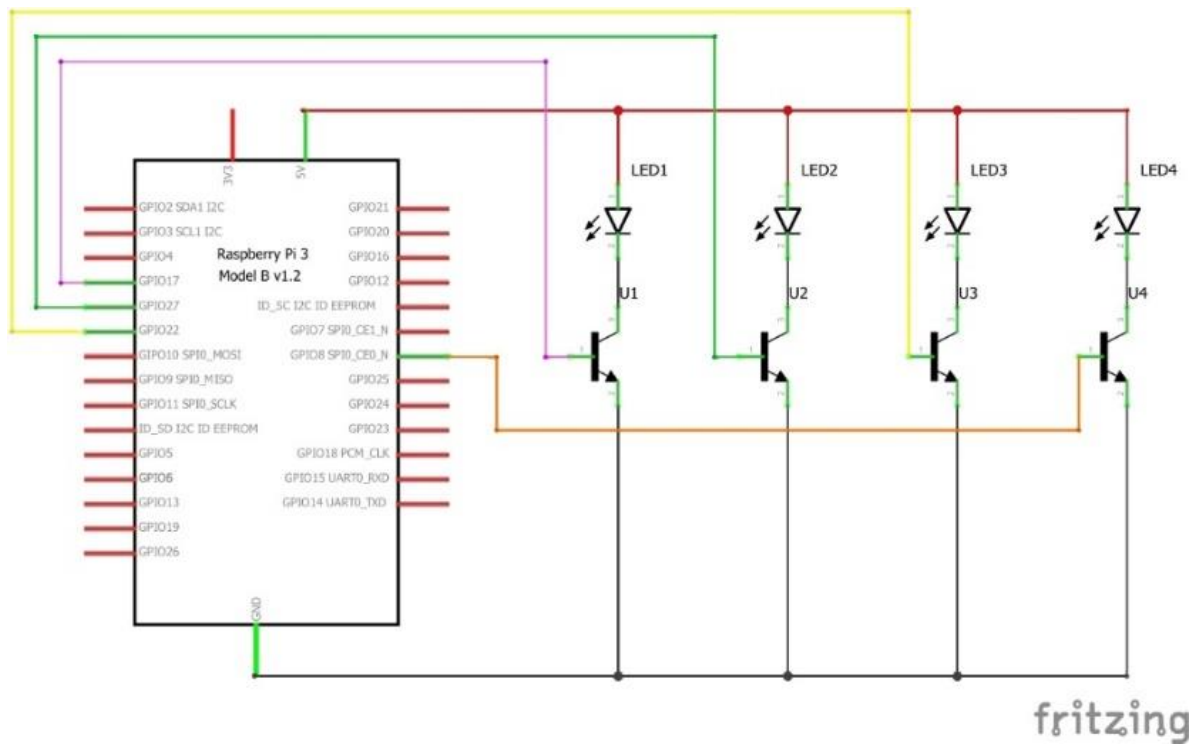 3V3
5V
LED1
LED2
LED3
LED4
GPIO2 SDA1 I2C
GPIO21
GPIO3 SCL1 I2C
GPIO20
GPIO4
Raspberry Pi 3
GPIO16
GPIO17
Model B v1.2
GPIO12
U1
U2
U3
U4
GPIO27
ID_SC I2C ID EEPROM
GPIO22
GPIO7 SPI0_CE1_N
GIPO10 SPI0_MOSI
GPIO8 SPI0_CE0_N
GPIO9 SPI0_MISO
GPIO25
GPIO11 SPI0_SCLK
GPIO24
ID_SD I2C ID EEPROM
GPIO23
GPIO5
GPIO18 PCM_CLK
GPIO6
GPIO15 UART0_RXD
GPIO13
GPIO14 UART0_TXD
GPIO19
GPIO26
GND
fritzing